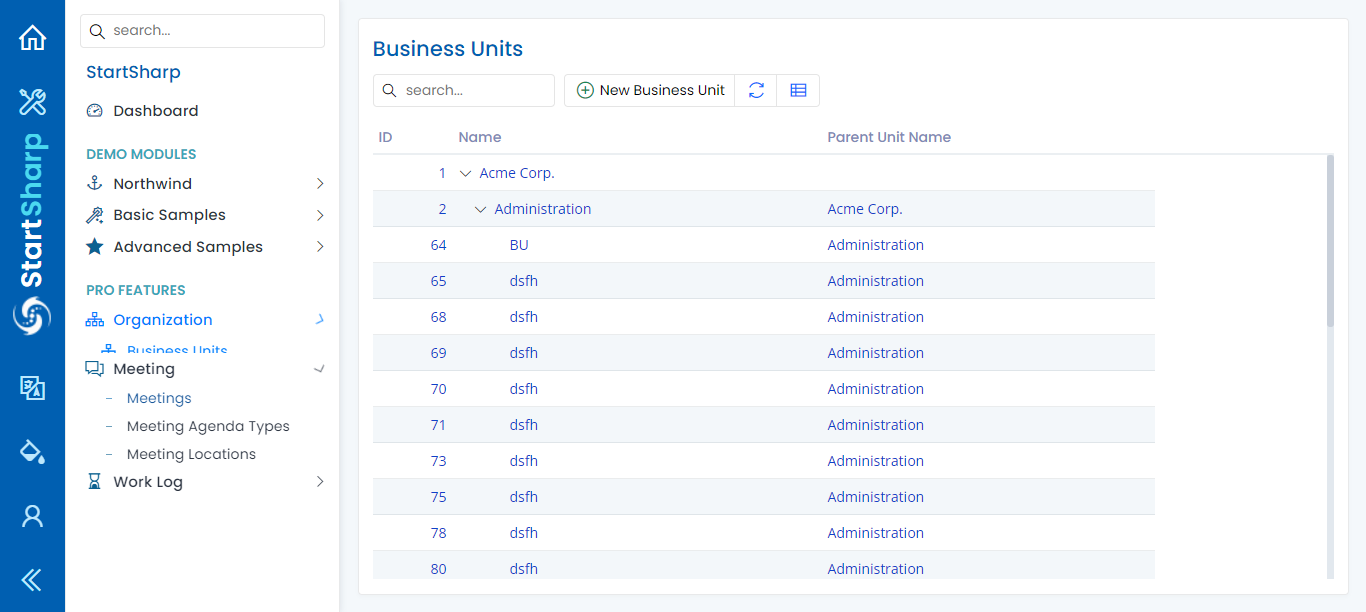 StartSharp
search...
StartSharp
Dashboard
DEMO MODULES
Northwind
Basic Samples
Advanced Samples
PRO FEATURES
Organization
Business Units
Meeting
Meetings
Meeting Agenda Types
Meeting Locations
Work Log
Business Units
search...
New Business Unit
ID Name Parent Unit Name
1 Acme Corp.
2 Administration Acme Corp.
64 BU Administration
65 dsfh Administration
68 dsfh Administration
69 dsfh Administration
70 dsfh Administration
71 dsfh Administration
73 dsfh Administration
75 dsfh Administration
78 dsfh Administration
80 dsfh Administration